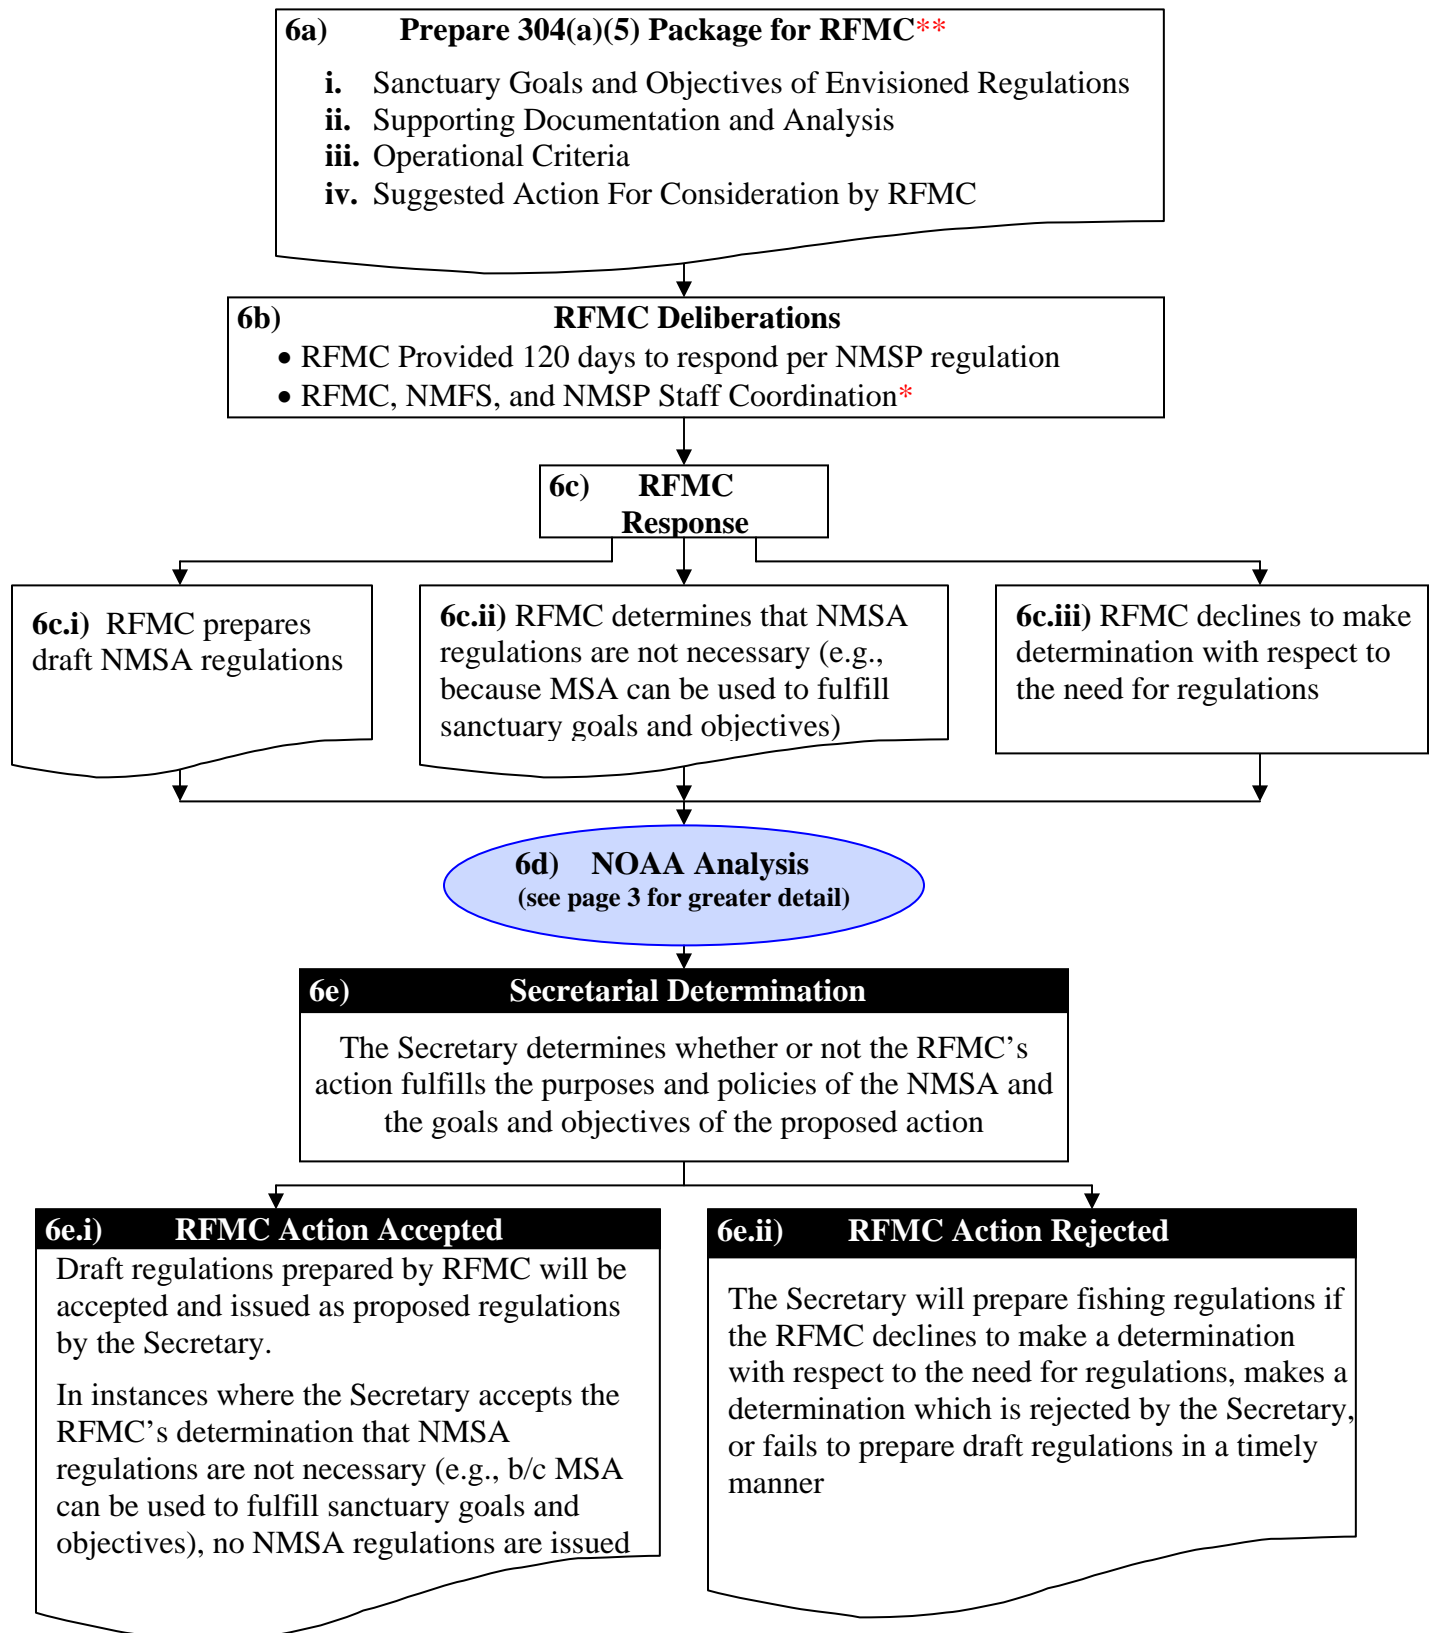 6a) Prepare 304(a)(5) Package for RFMC**
i. Sanctuary Goals and Objectives of Envisioned Regulations
ii. Supporting Documentation and Analysis
iii. Operational Criteria
iv. Suggested Action For Consideration by RFMC
6b) RFMC Deliberations
• RFMC Provided 120 days to respond per NMSP regulation
• RFMC, NMFS, and NMSP Staff Coordination*
6c) RFMC
Response
6c.i) RFMC prepares
draft NMSA regulations
6c.ii) RFMC determines that NMSA
regulations are not necessary (e.g.,
because MSA can be used to fulfill
sanctuary goals and objectives)
6c.iii) RFMC declines to make
determination with respect to
the need for regulations
6d) NOAA Analysis
(see page 3 for greater detail)
6e) Secretarial Determination
The Secretary determines whether or not the RFMC’s
action fulfills the purposes and policies of the NMSA and
the goals and objectives of the proposed action
6e.i) RFMC Action Accepted
Draft regulations prepared by RFMC will be
accepted and issued as proposed regulations
by the Secretary.
In instances where the Secretary accepts the
RFMC’s determination that NMSA
regulations are not necessary (e.g., b/c MSA
can be used to fulfill sanctuary goals and
objectives), no NMSA regulations are issued
6e.ii) RFMC Action Rejected
The Secretary will prepare fishing regulations if
the RFMC declines to make a determination
with respect to the need for regulations, makes a
determination which is rejected by the Secretary,
or fails to prepare draft regulations in a timely
manner